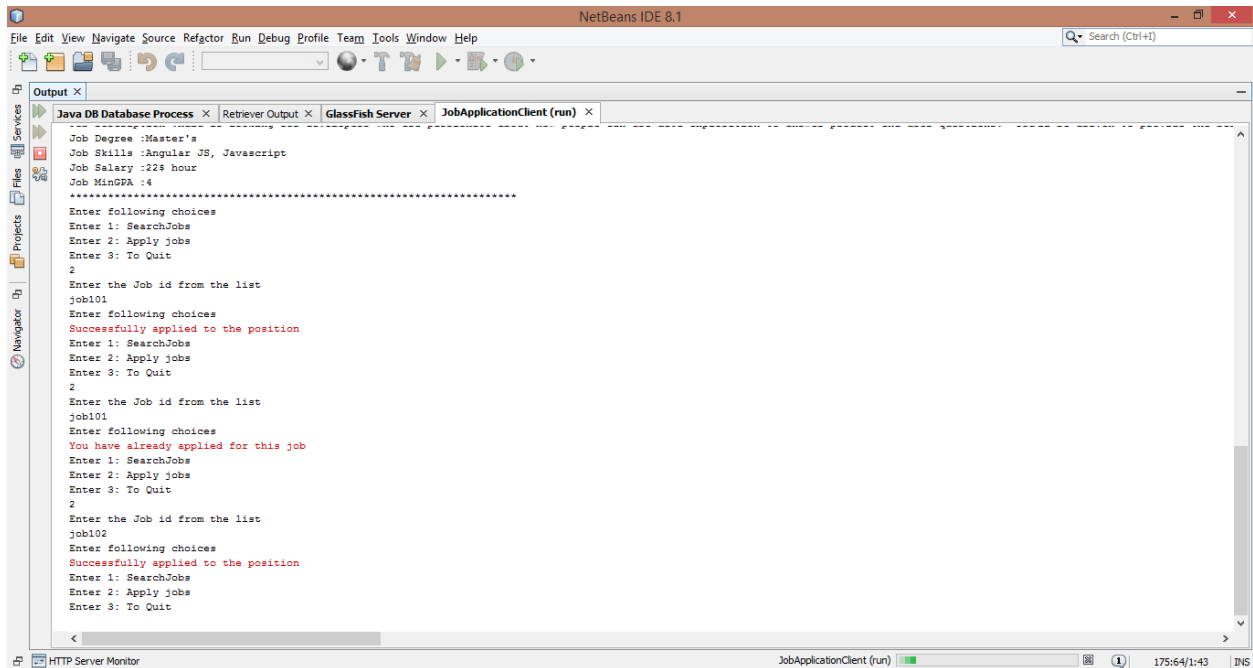 NetBeans IDE 8.1
File Edit View Navigate Source Refactor Run Debug Profile Team Tools Window Help
Search (Ctrl+I)
Output
Java DB Database Process Retriever Output GlassFish Server JobApplicationClient (run)
Services
Files
Projects
Navigator
Job Degree :Master's
Job Skills :Angular JS, Javascript
Job Salary :22$ hour
Job MinGPA :4
**********************************************************************
Enter following choices
Enter 1: SearchJobs
Enter 2: Apply jobs
Enter 3: To Quit
2
Enter the Job id from the list
job101
Enter following choices
Successfully applied to the position
Enter 1: SearchJobs
Enter 2: Apply jobs
Enter 3: To Quit
2
Enter the Job id from the list
job101
Enter following choices
You have already applied for this job
Enter 1: SearchJobs
Enter 2: Apply jobs
Enter 3: To Quit
2
Enter the Job id from the list
job102
Enter following choices
Successfully applied to the position
Enter 1: SearchJobs
Enter 2: Apply jobs
Enter 3: To Quit
HTTP Server Monitor JobApplicationClient (run) 1 175:64/1:43 INS